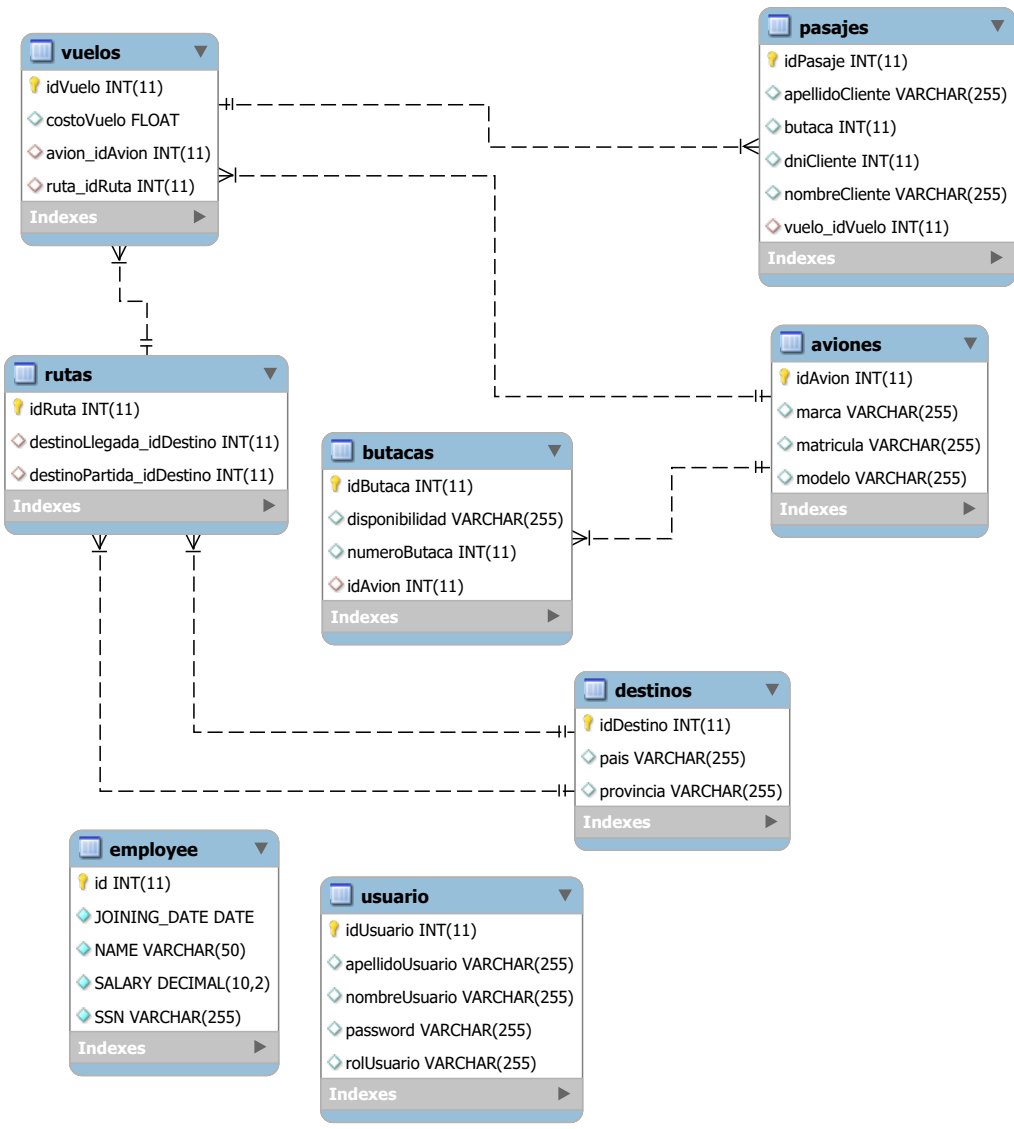 vuelos
idVuelo INT(11)
costoVuelo FLOAT
avion_idAvion INT(11)
ruta_idRuta INT(11)
Indexes
pasajes
idPasaje INT(11)
apellidoCliente VARCHAR(255)
butaca INT(11)
dniCliente INT(11)
nombreCliente VARCHAR(255)
vuelo_idVuelo INT(11)
Indexes
rutas
idRuta INT(11)
destinoLlegada_idDestino INT(11)
destinoPartida_idDestino INT(11)
Indexes
aviones
idAvion INT(11)
marca VARCHAR(255)
matricula VARCHAR(255)
modelo VARCHAR(255)
Indexes
butacas
idButaca INT(11)
disponibilidad VARCHAR(255)
numeroButaca INT(11)
idAvion INT(11)
Indexes
destinos
idDestino INT(11)
pais VARCHAR(255)
provincia VARCHAR(255)
Indexes
employee
id INT(11)
JOINING_DATE DATE
NAME VARCHAR(50)
SALARY DECIMAL(10,2)
SSN VARCHAR(255)
Indexes
usuario
idUsuario INT(11)
apellidoUsuario VARCHAR(255)
nombreUsuario VARCHAR(255)
password VARCHAR(255)
rolUsuario VARCHAR(255)
Indexes